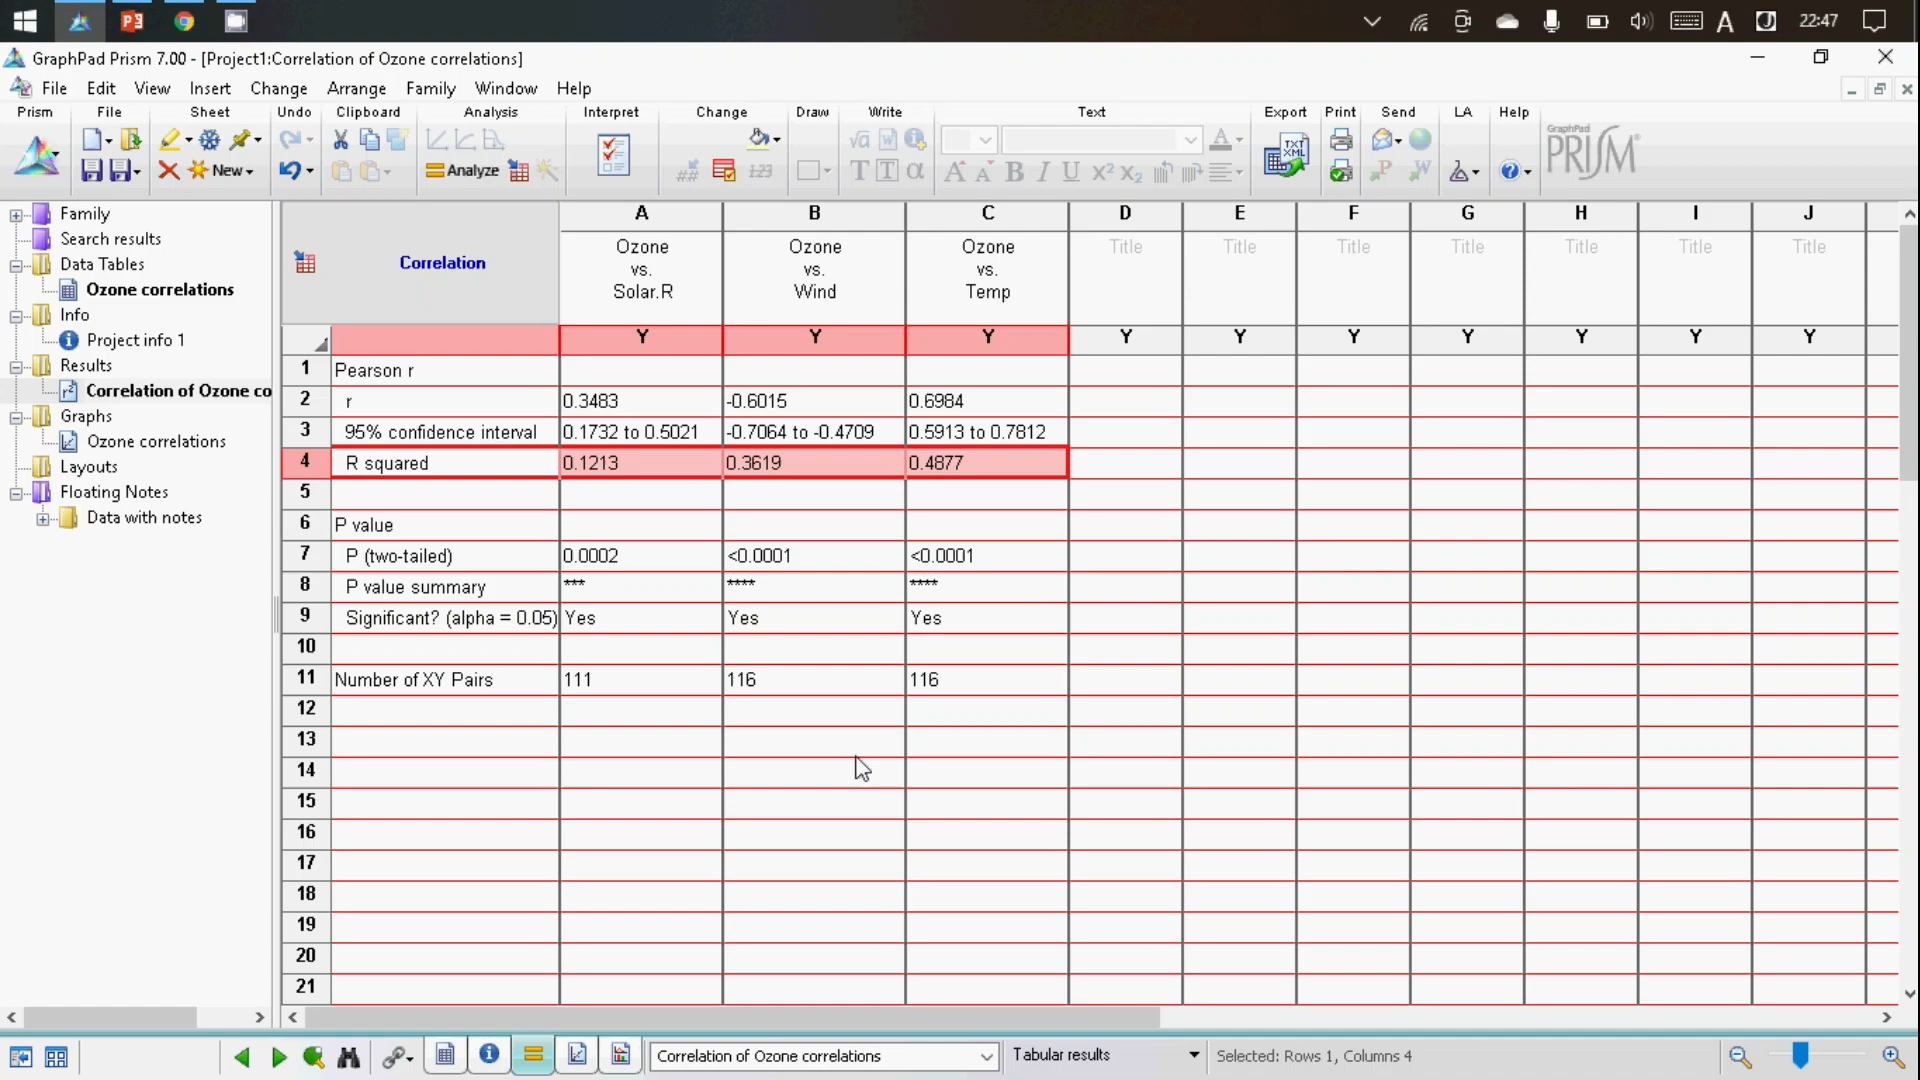 22:47
GraphPad Prism 7.00 - [Project1:Correlation of Ozone correlations]
File Edit View Insert Change Arrange Family Window Help
Prism File Sheet Undo Clipboard Analysis Interpret Change Draw Write Text Export Print Send LA Help
New
Analyze
TXT
XML
GraphPad
PRISM
Family
Search results
Data Tables
Ozone correlations
Info
Project info 1
Results
Correlation of Ozone co
Graphs
Ozone correlations
Layouts
Floating Notes
Data with notes
A B C D E F G H I J
Correlation
Ozone vs. Solar.R
Ozone vs. Wind
Ozone vs. Temp
Title Title Title Title Title Title Title
Y Y Y Y Y Y Y Y Y Y
1 Pearson r
2 r 0.3483 -0.6015 0.6984
3 95% confidence interval 0.1732 to 0.5021 -0.7064 to -0.4709 0.5913 to 0.7812
4 R squared 0.1213 0.3619 0.4877
5
6 P value
7 P (two-tailed) 0.0002 <0.0001 <0.0001
8 P value summary *** **** ****
9 Significant? (alpha = 0.05) Yes Yes Yes
10
11 Number of XY Pairs 111 116 116
12
13
14
15
16
17
18
19
20
21
Correlation of Ozone correlations Tabular results Selected: Rows 1, Columns 4